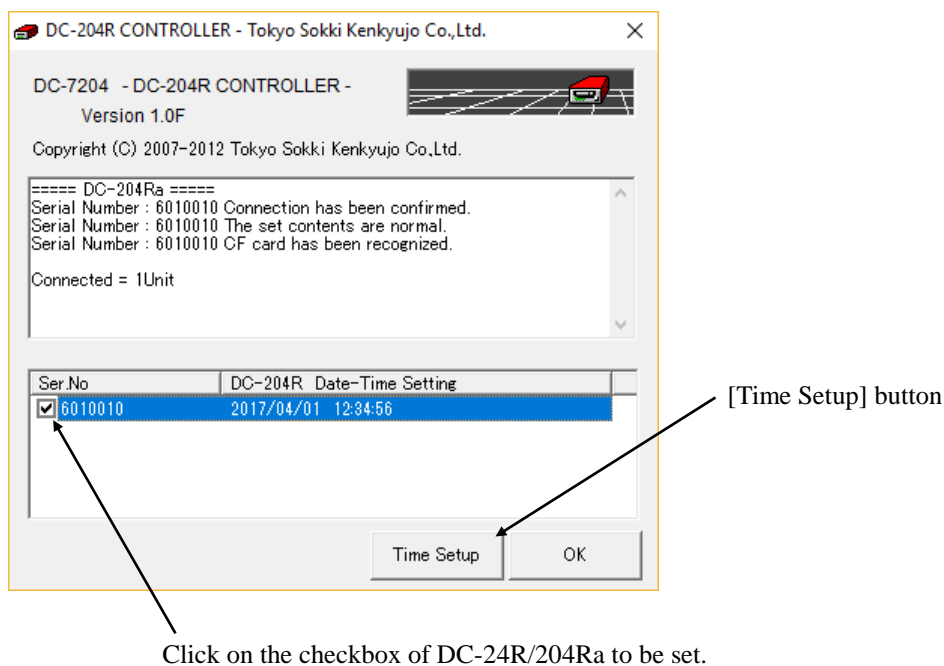 DC-204R CONTROLLER - Tokyo Sokki Kenkyujo Co.,Ltd.
DC-7204 - DC-204R CONTROLLER -
Version 1.0F
Copyright (C) 2007-2012 Tokyo Sokki Kenkyujo Co.,Ltd.
===== DC-204Ra =====
Serial Number : 6010010 Connection has been confirmed.
Serial Number : 6010010 The set contents are normal.
Serial Number : 6010010 CF card has been recognized.
Connected = 1Unit
Ser.No DC-204R Date-Time Setting
6010010 2017/04/01 12:34:56
[Time Setup] button
Time Setup OK
Click on the checkbox of DC-24R/204Ra to be set.